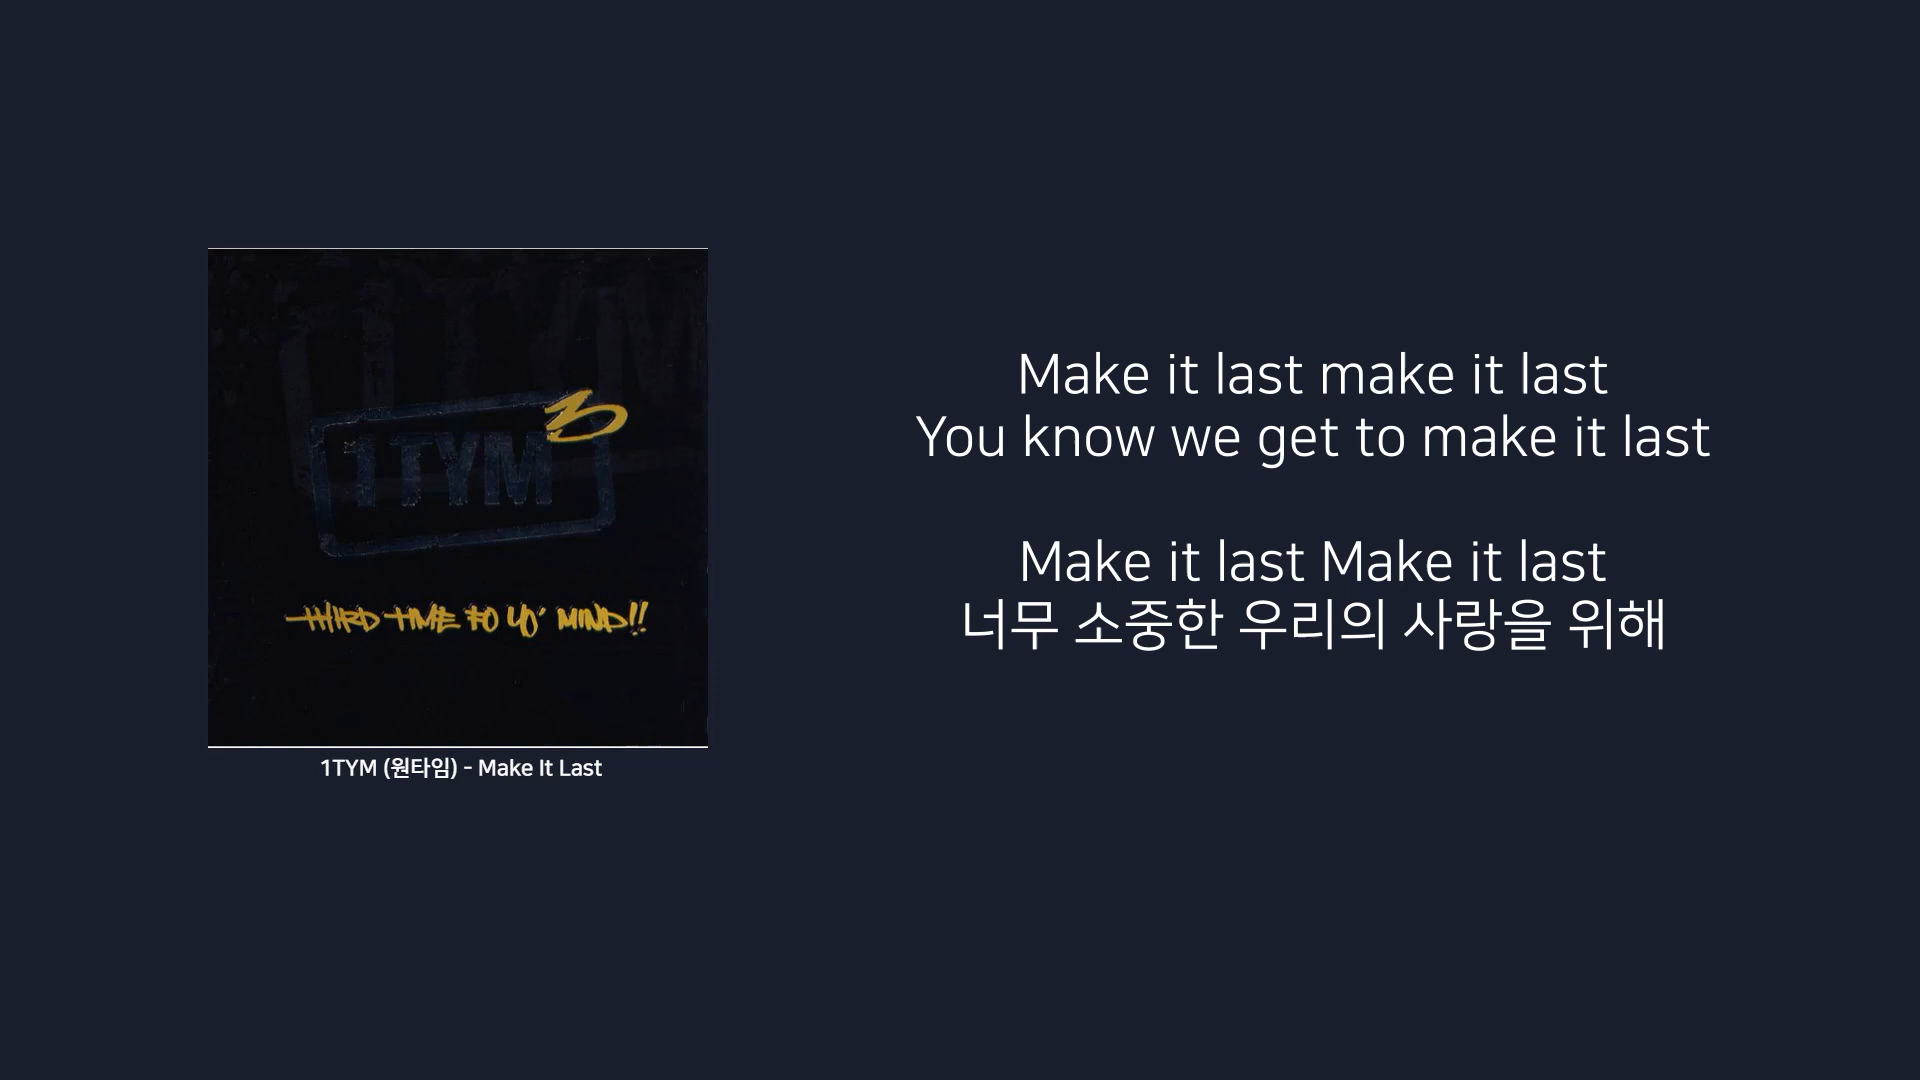 1TYM
3
THIRD TIME FO YO' MIND!!
1TYM (원타임) - Make It Last
Make it last make it last
You know we get to make it last
Make it last Make it last
너무 소중한 우리의 사랑을 위해